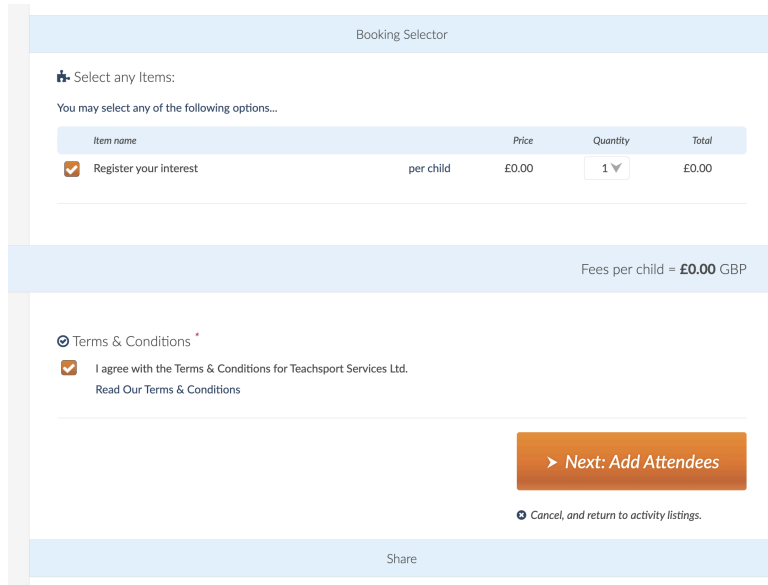 Booking Selector
Select any Items:
You may select any of the following options...
Item name Price Quantity Total
Register your interest per child £0.00 1 £0.00
Fees per child = £0.00 GBP
Terms & Conditions *
I agree with the Terms & Conditions for Teachsport Services Ltd.
Read Our Terms & Conditions
Next: Add Attendees
Cancel, and return to activity listings.
Share